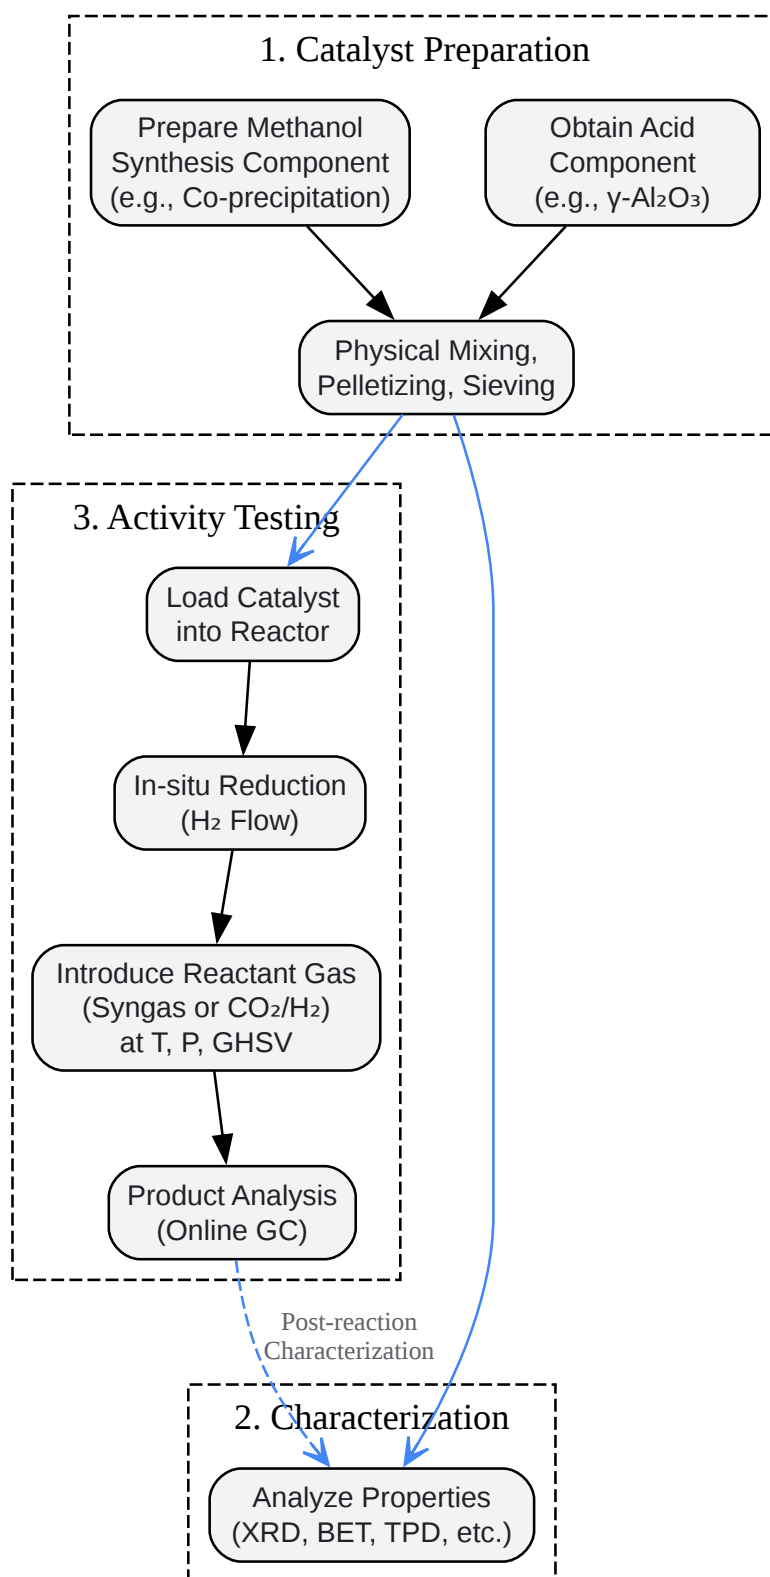 1. Catalyst Preparation
Prepare Methanol
Synthesis Component
(e.g., Co-precipitation)
Obtain Acid
Component
(e.g., γ-Al₂O₃)
Physical Mixing,
Pelletizing, Sieving
3. Activity Testing
Load Catalyst
into Reactor
In-situ Reduction
(H₂ Flow)
Introduce Reactant Gas
(Syngas or CO₂/H₂)
at T, P, GHSV
Product Analysis
(Online GC)
Post-reaction
Characterization
2. Characterization
Analyze Properties
(XRD, BET, TPD, etc.)